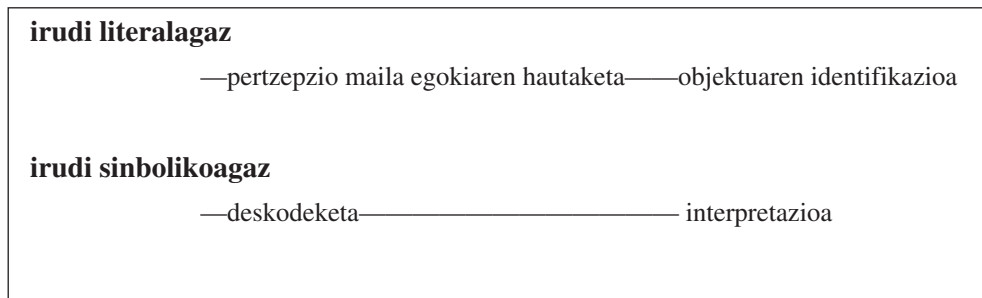 irudi literalagaz
—pertzepzio maila egokiaren hautaketa——objektuaren identifikazioa
irudi sinbolikoagaz
—deskodeketa———————————— interpretazioa